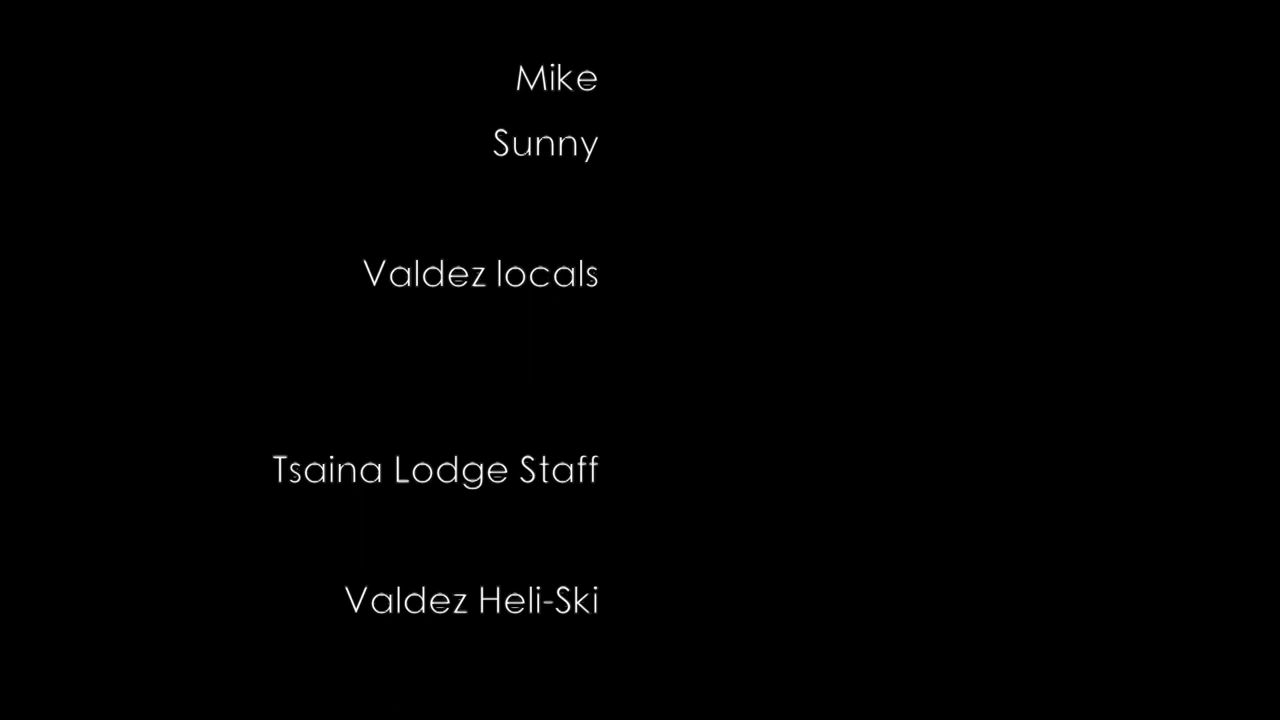 Mike
Sunny
Valdez locals
Tsaina Lodge Staff
Valdez Heli-Ski